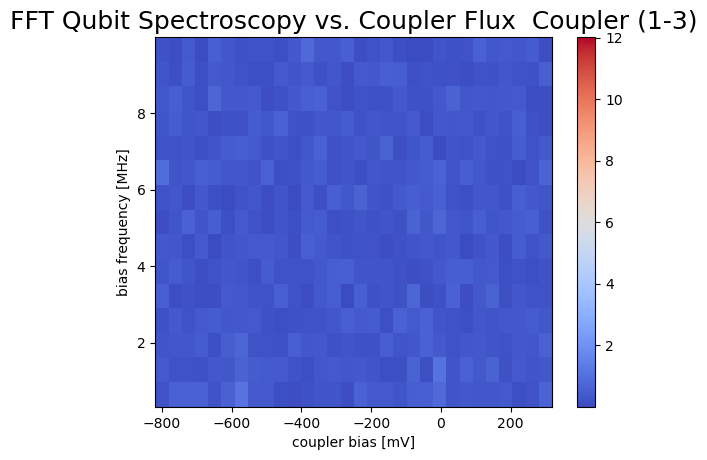 FFT Qubit Spectroscopy vs. Coupler Flux  Coupler (1-3)
12
10
8
6
4
2
8
6
4
2
bias frequency [MHz]
−800 −600 −400 −200 0 200
coupler bias [mV]